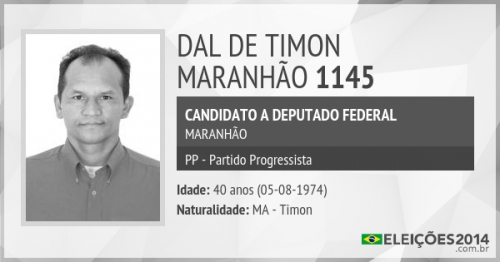 DAL DE TIMON
MARANHÃO 1145
CANDIDATO A DEPUTADO FEDERAL
MARANHÃO
PP - Partido Progressista
Idade: 40 anos (05-08-1974)
Naturalidade: MA - Timon
ELEIÇÕES2014
.com.br